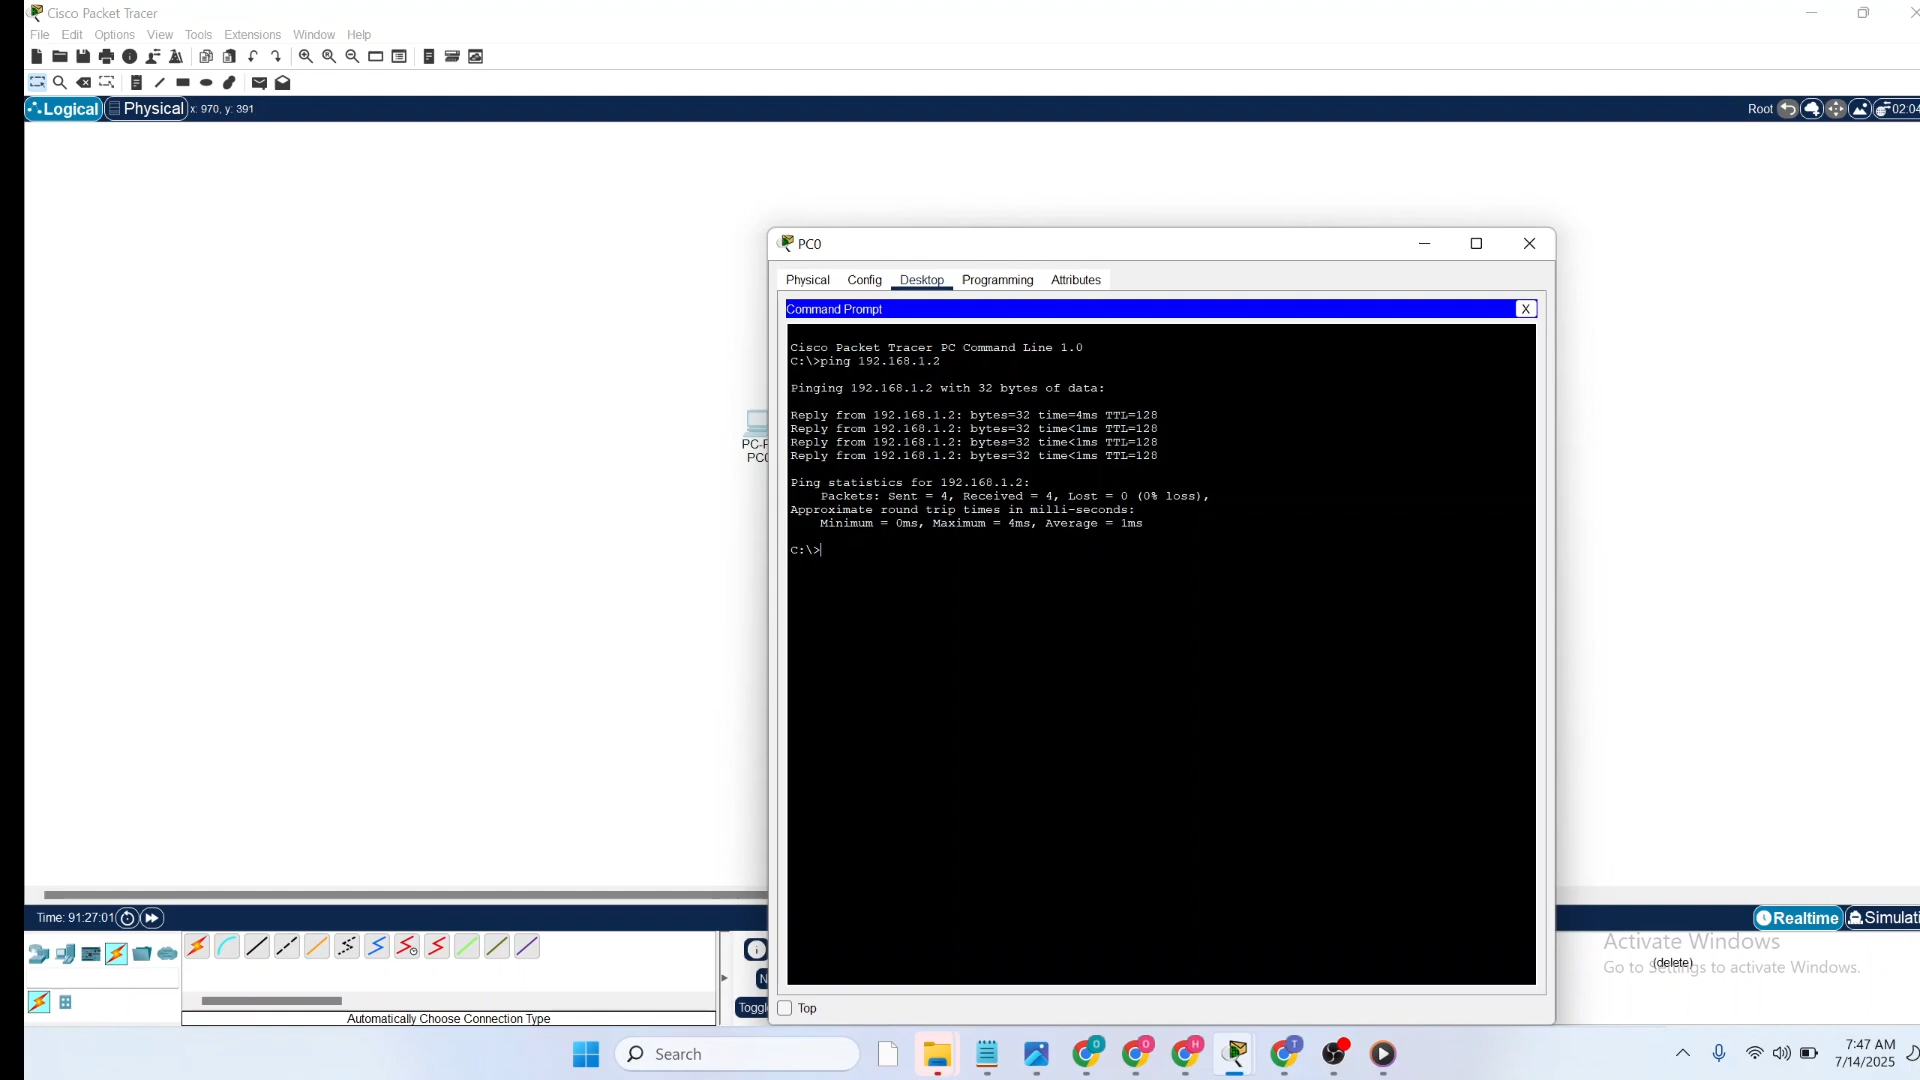 Cisco Packet Tracer
File Edit Options View Tools Extensions Window Help
Logical Physical x: 970, y: 391
Root 02:04
PC0
Physical Config Desktop Programming Attributes
Command Prompt X
Cisco Packet Tracer PC Command Line 1.0
C:\>ping 192.168.1.2
Pinging 192.168.1.2 with 32 bytes of data:
Reply from 192.168.1.2: bytes=32 time=4ms TTL=128
Reply from 192.168.1.2: bytes=32 time<1ms TTL=128
Reply from 192.168.1.2: bytes=32 time<1ms TTL=128
Reply from 192.168.1.2: bytes=32 time<1ms TTL=128
Ping statistics for 192.168.1.2:
Packets: Sent = 4, Received = 4, Lost = 0 (0% loss),
Approximate round trip times in milli-seconds:
Minimum = 0ms, Maximum = 4ms, Average = 1ms
C:\>
PC-P
PC0
Time: 91:27:01
Realtime Simulati
Activate Windows
Go to Settings to activate Windows.
(delete)
N
Toggl
Top
Automatically Choose Connection Type
Search
O O H T
7:47 AM
7/14/2025